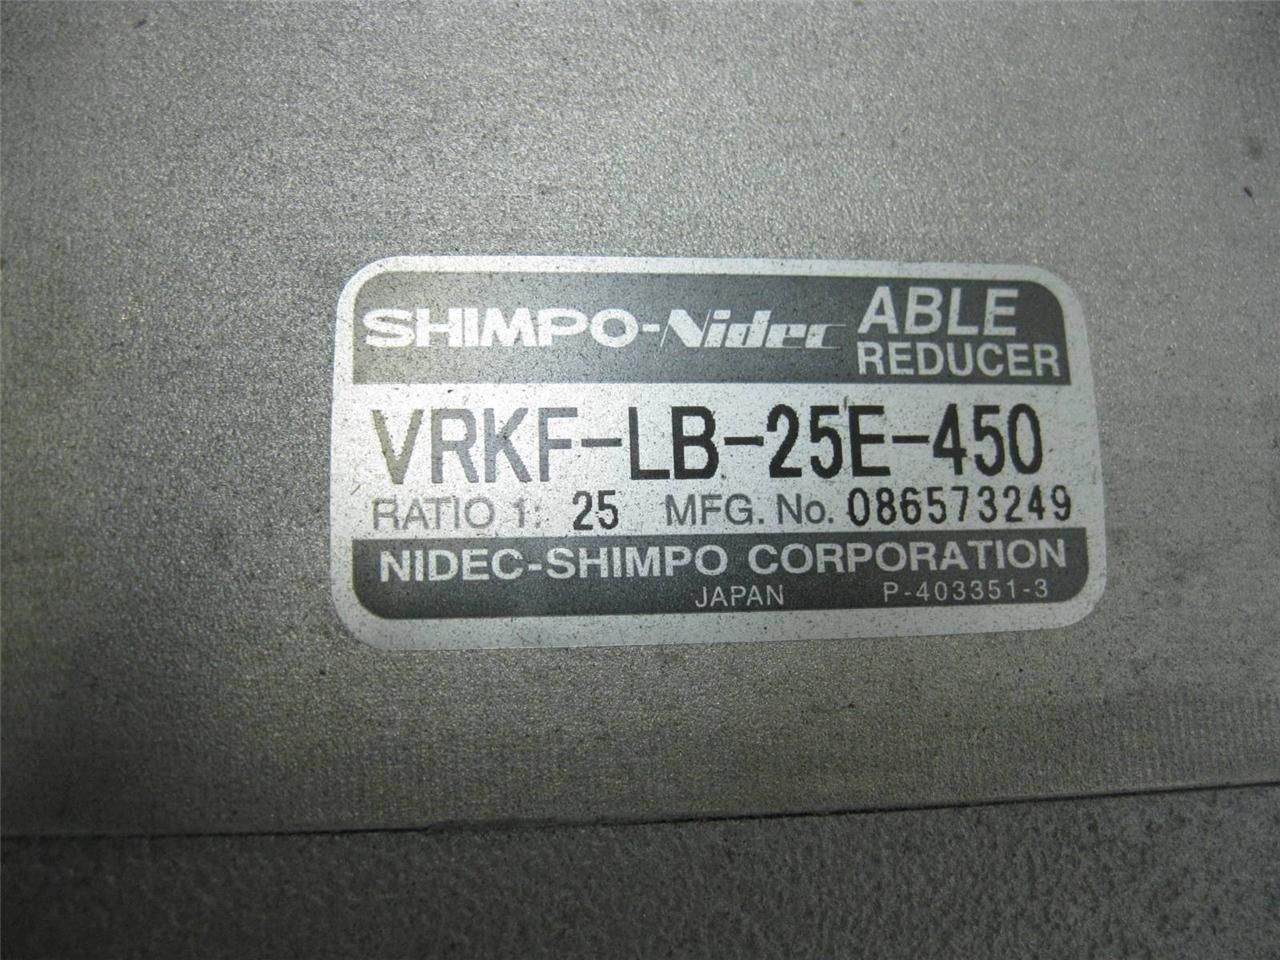 SHIMPO-Nidec ABLE REDUCER
VRKF-LB-25E-450
RATIO 1: 25 MFG. No. 086573249
NIDEC-SHIMPO CORPORATION
JAPAN P-403351-3